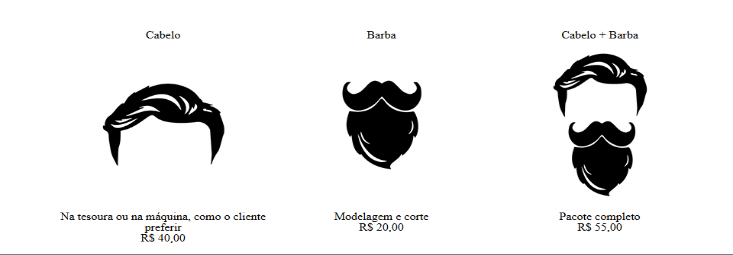 Cabelo
Na tesoura ou na máquina, como o cliente
preferir
R$ 40,00
Barba
Modelagem e corte
R$ 20,00
Cabelo + Barba
Pacote completo
R$ 55,00